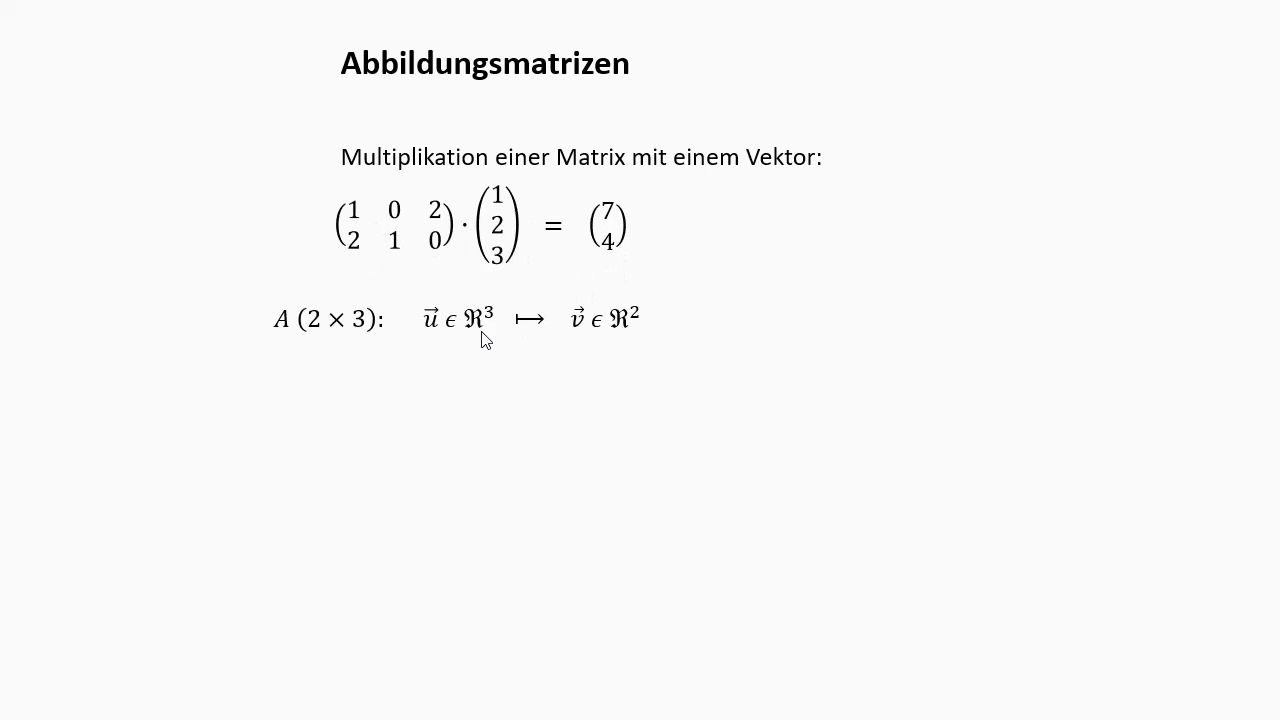 Abbildungsmatrizen
Multiplikation einer Matrix mit einem Vektor:
(1 0 2 / 2 1 0) · (1 / 2 / 3) = (7 / 4)
A (2 × 3): u⃗ ϵ ℜ³ ↦ v⃗ ϵ ℜ²